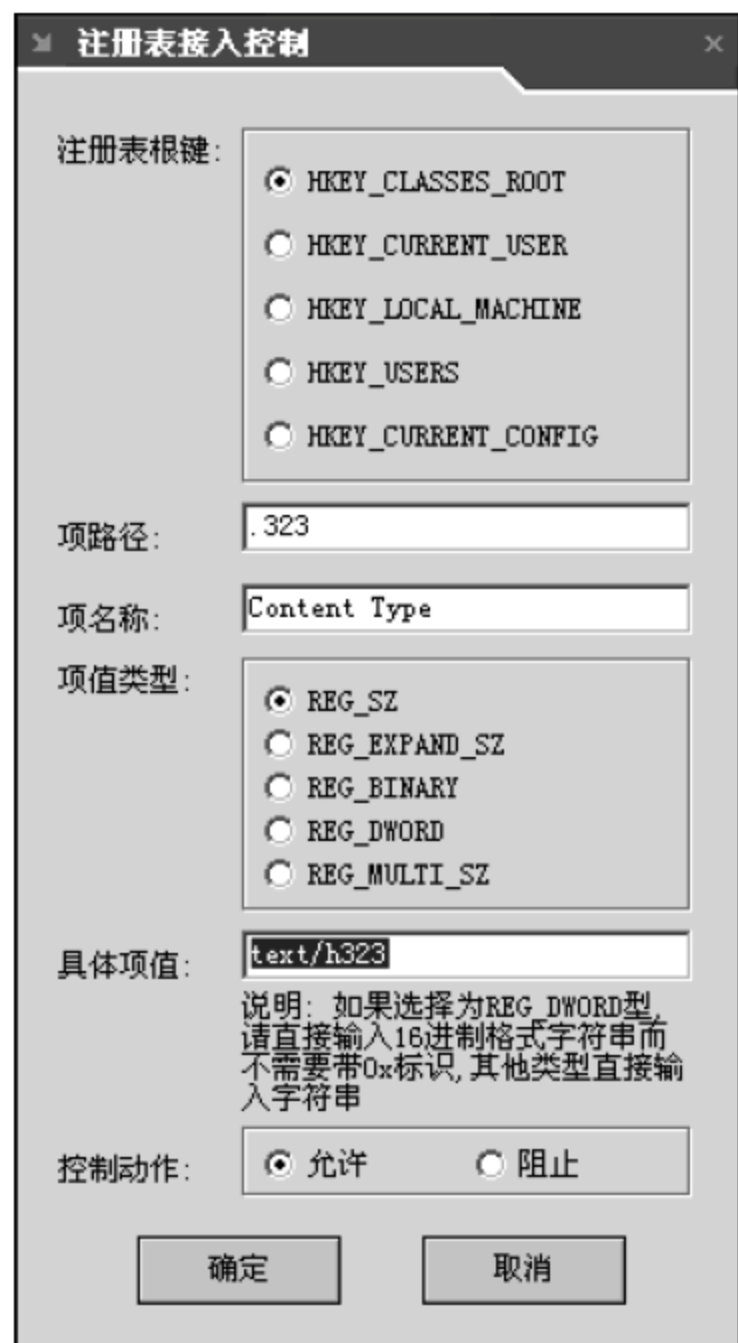 注册表接入控制
注册表根键:
HKEY_CLASSES_ROOT
HKEY_CURRENT_USER
HKEY_LOCAL_MACHINE
HKEY_USERS
HKEY_CURRENT_CONFIG
项路径: .323
项名称: Content Type
项值类型:
REG_SZ
REG_EXPAND_SZ
REG_BINARY
REG_DWORD
REG_MULTI_SZ
具体项值: text/h323
说明: 如果选择为REG_DWORD型,
请直接输入16进制格式字符串而
不需要带0x标识,其他类型直接输
入字符串
控制动作: 允许 阻止
确定 取消